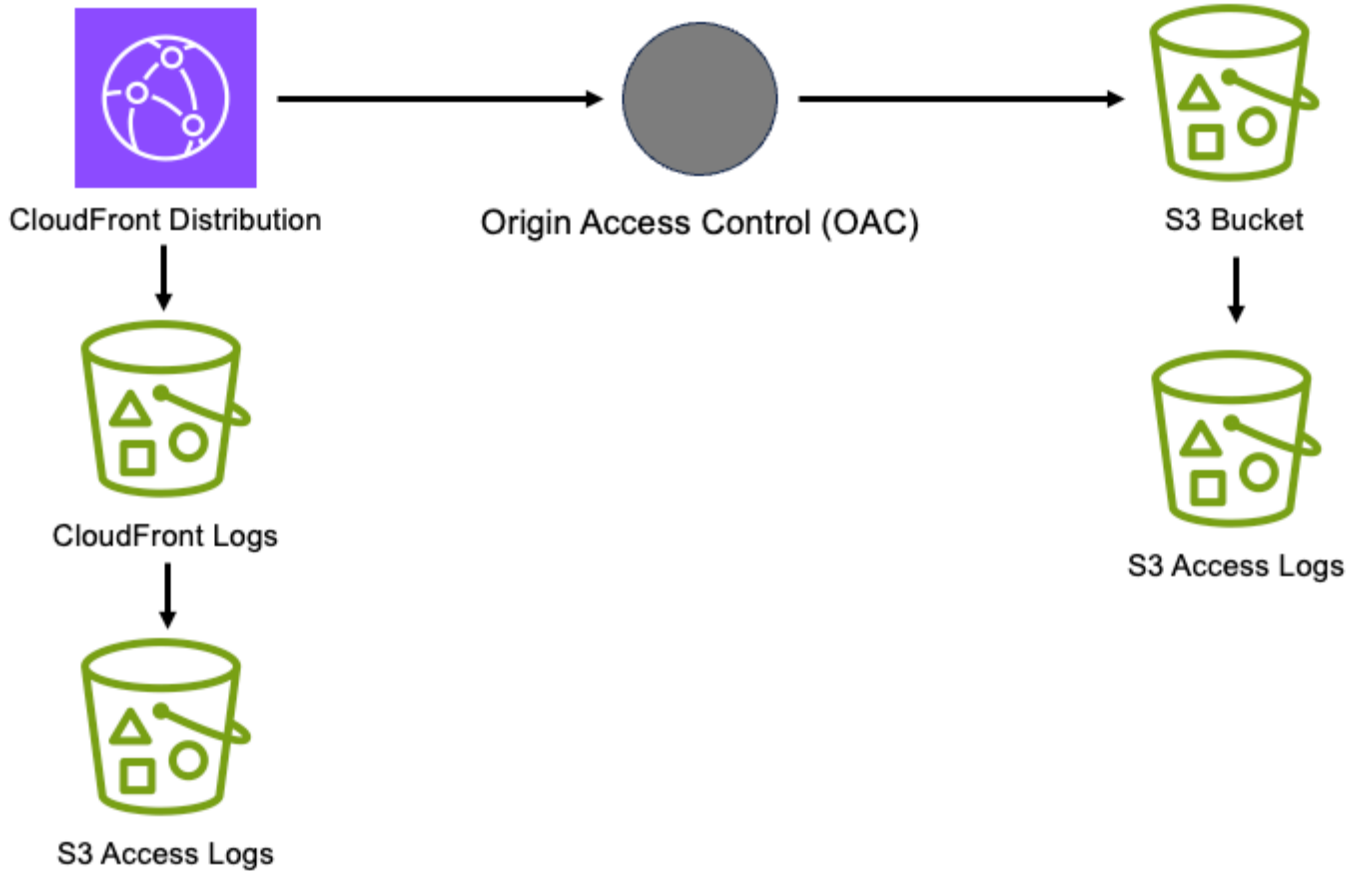 CloudFront Distribution
Origin Access Control (OAC)
S3 Bucket
CloudFront Logs
S3 Access Logs
S3 Access Logs